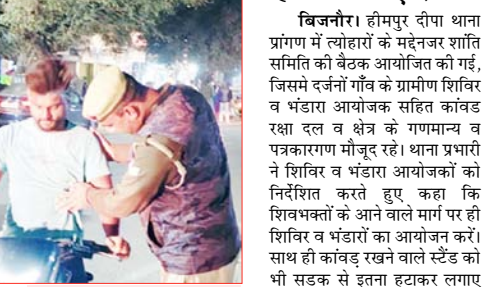 बिजनौर। हीमपुर दीपा थाना
प्रांगण में त्योहारों के मद्देनजर शांति
समिति की बैठक आयोजित की गई,
जिसमे दर्जनों गाँव के ग्रामीण शिविर
व भंडारा आयोजक सहित कांवड
रक्षा दल व क्षेत्र के गणमान्य व
पत्रकारगण मौजूद रहे। थाना प्रभारी
ने शिविर व भंडारा आयोजकों को
निर्देशित करते हुए कहा कि
शिवभक्तों के आने वाले मार्ग पर ही
शिविर व भंडारों का आयोजन करें।
साथ ही कांवड़ रखने वाले स्टैंड को
भी सडक से इतना हटाकर लगाए